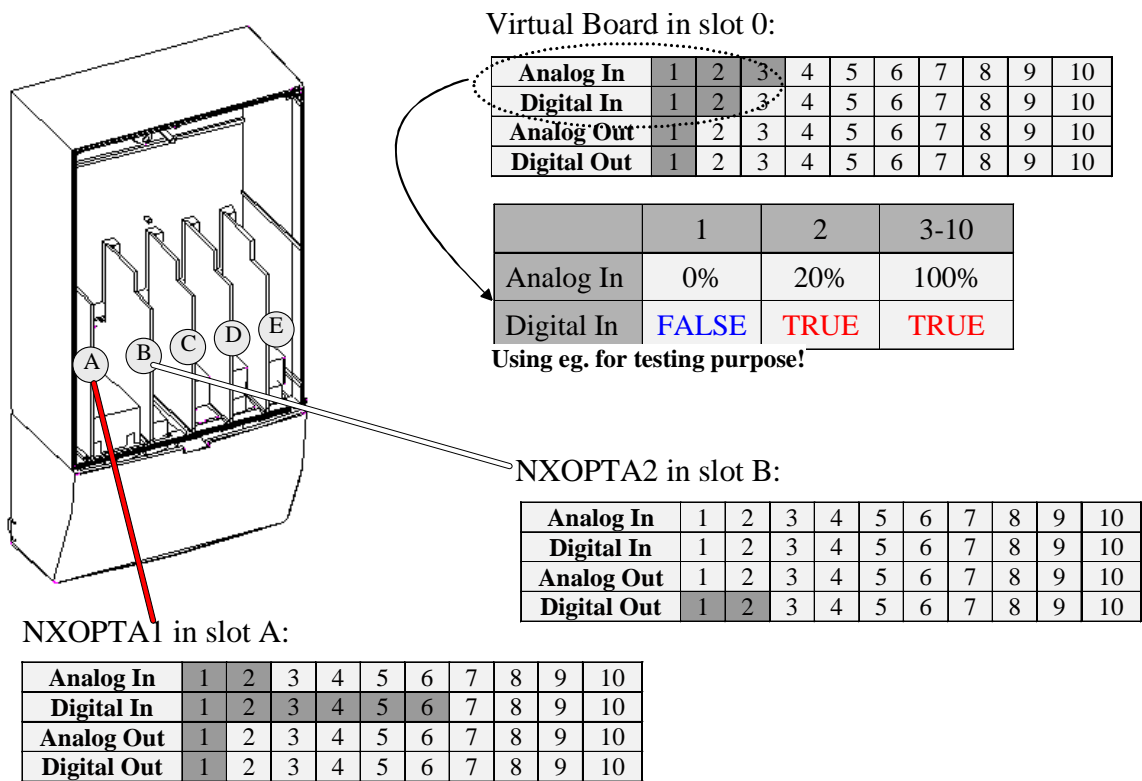 Virtual Board in slot 0:
Analog In 1 2 3 4 5 6 7 8 9 10
Digital In 1 2 3 4 5 6 7 8 9 10
Analog Out 1 2 3 4 5 6 7 8 9 10
Digital Out 1 2 3 4 5 6 7 8 9 10
1 2 3-10
Analog In 0% 20% 100%
Digital In FALSE TRUE TRUE
Using eg. for testing purpose!
A B C D E
NXOPTA2 in slot B:
Analog In 1 2 3 4 5 6 7 8 9 10
Digital In 1 2 3 4 5 6 7 8 9 10
Analog Out 1 2 3 4 5 6 7 8 9 10
Digital Out 1 2 3 4 5 6 7 8 9 10
NXOPTA1 in slot A:
Analog In 1 2 3 4 5 6 7 8 9 10
Digital In 1 2 3 4 5 6 7 8 9 10
Analog Out 1 2 3 4 5 6 7 8 9 10
Digital Out 1 2 3 4 5 6 7 8 9 10